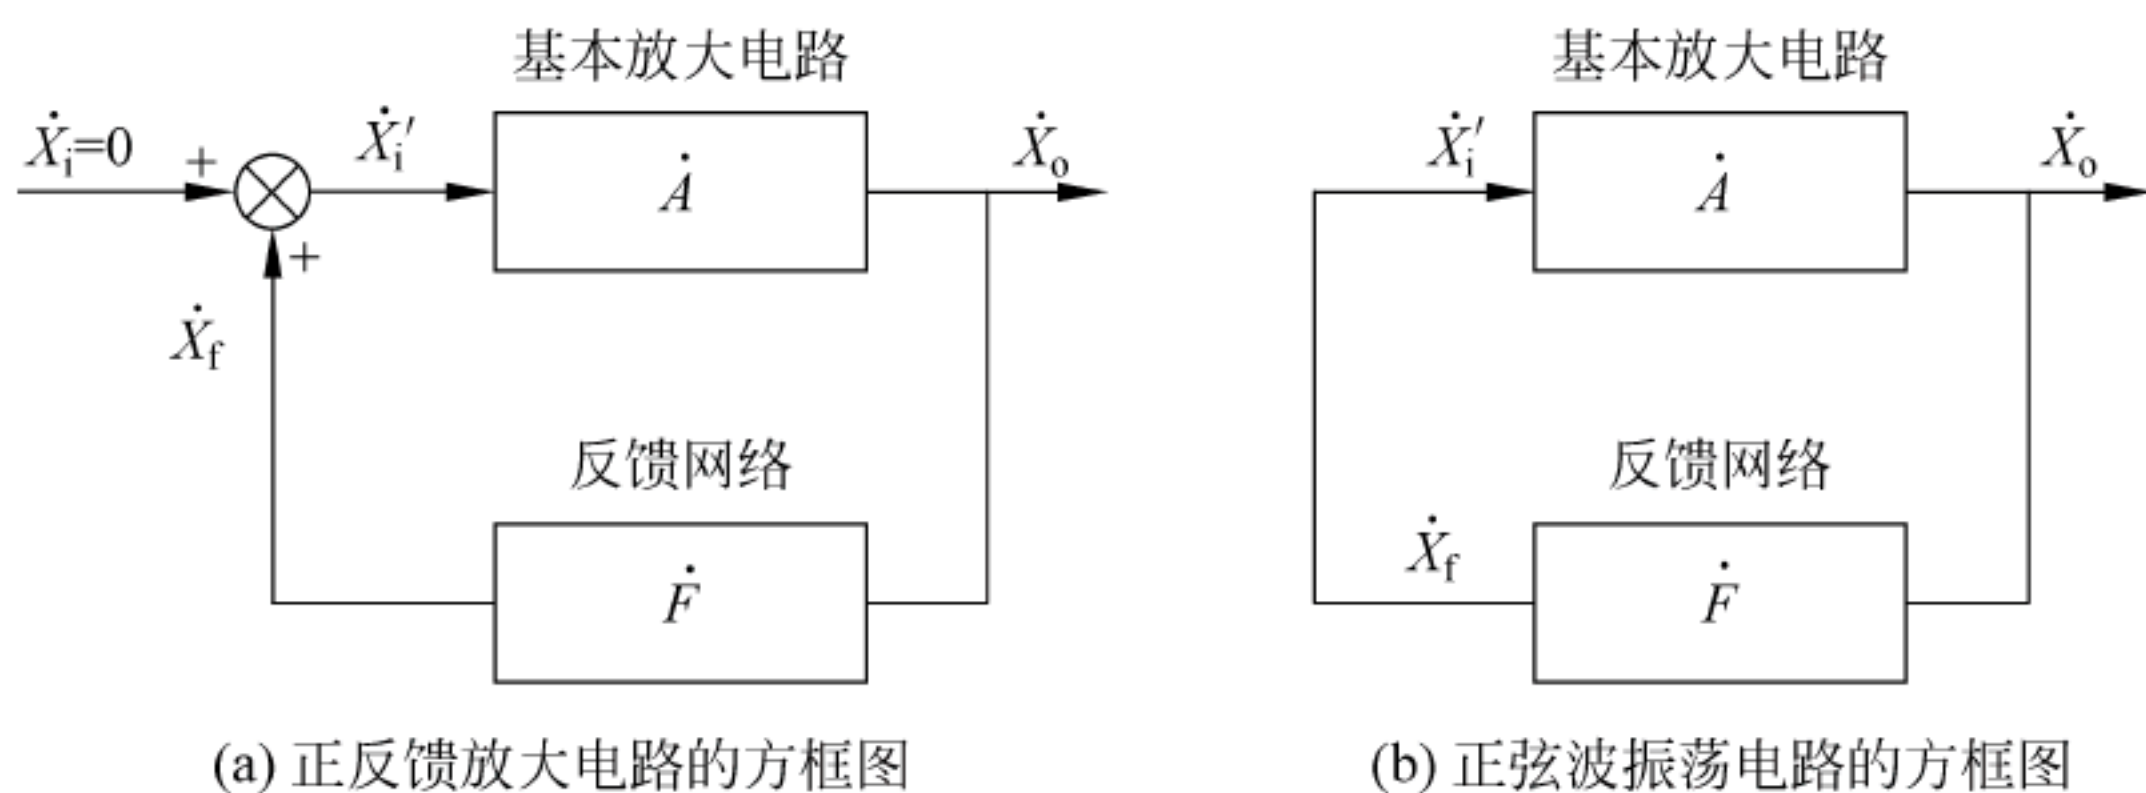 基本放大电路
Ẋi=0
+
Ẋi′
Ȧ
Ẋo
+
Ẋf
反馈网络
Ḟ
(a) 正反馈放大电路的方框图
基本放大电路
Ẋi′
Ȧ
Ẋo
反馈网络
Ẋf
Ḟ
(b) 正弦波振荡电路的方框图